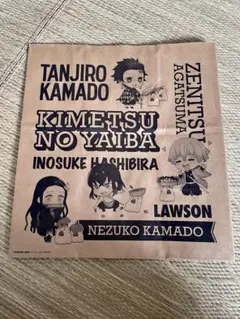 TANJIRO
KAMADO
ZENITSU
AGATSUMA
KIMETSU
NO YAIBA
INOSUKE HASHIBIRA
LAWSON
NEZUKO KAMADO